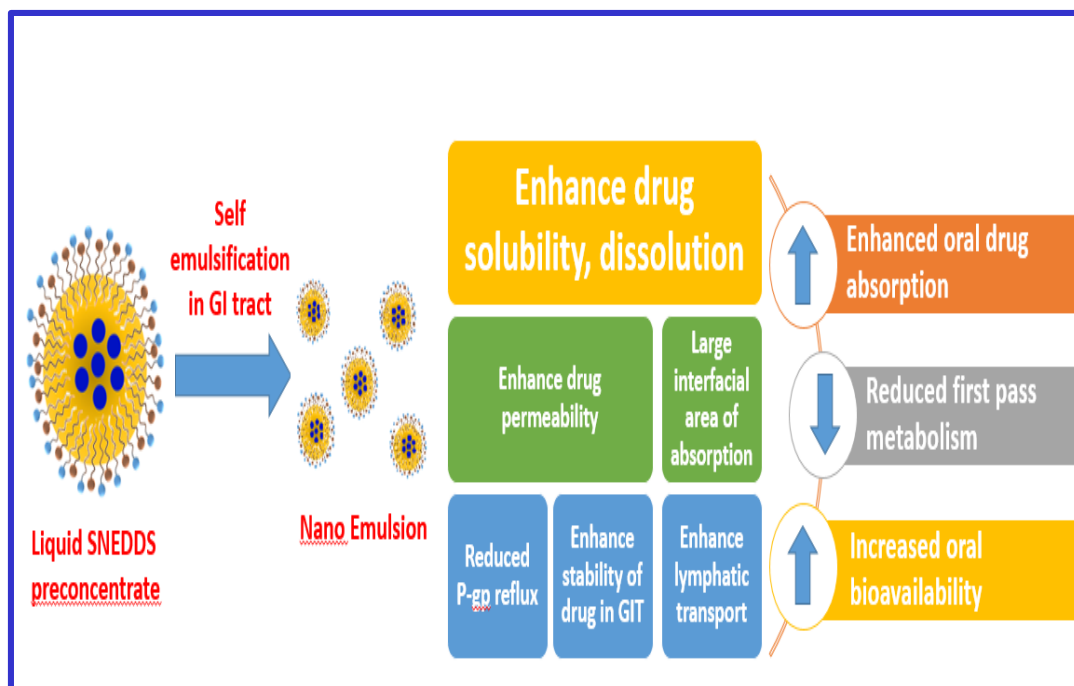 Self
emulsification
in GI tract
Liquid SNEDDS
preconcentrate
Nano Emulsion
Enhance drug
solubility, dissolution
Enhance drug
permeability
Large
interfacial
area of
absorption
Reduced
P-gp reflux
Enhance
stability of
drug in GIT
Enhance
lymphatic
transport
Enhanced oral drug
absorption
Reduced first pass
metabolism
Increased oral
bioavailability